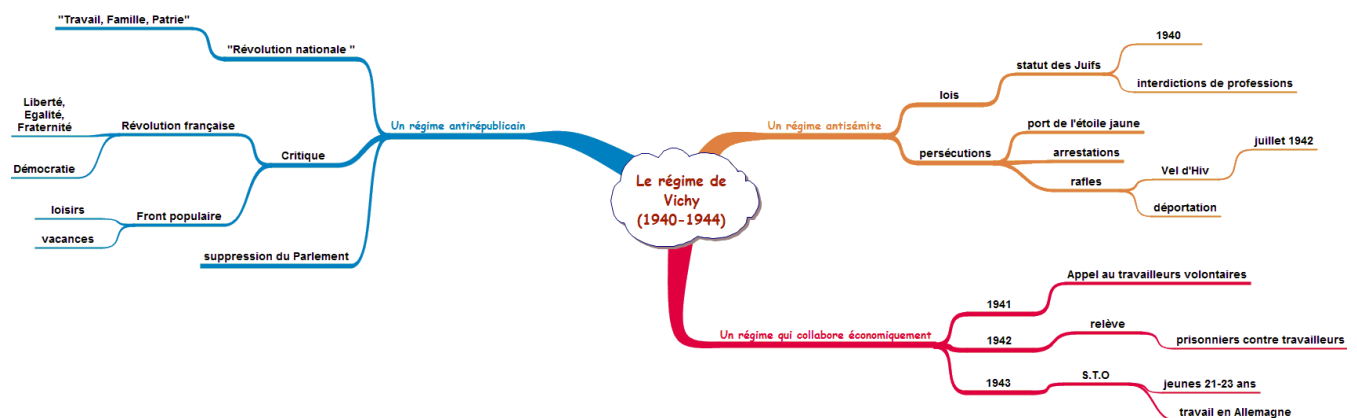 Le régime de
Vichy
(1940-1944)
Un régime antirépublicain
"Révolution nationale "
"Travail, Famille, Patrie"
Critique
Révolution française
Liberté,
Egalité,
Fraternité
Démocratie
Front populaire
loisirs
vacances
suppression du Parlement
Un régime antisémite
lois
statut des Juifs
1940
interdictions de professions
persécutions
port de l'étoile jaune
arrestations
rafles
Vel d'Hiv
juillet 1942
déportation
Un régime qui collabore économiquement
1941
Appel au travailleurs volontaires
1942
relève
prisonniers contre travailleurs
1943
S.T.O
jeunes 21-23 ans
travail en Allemagne